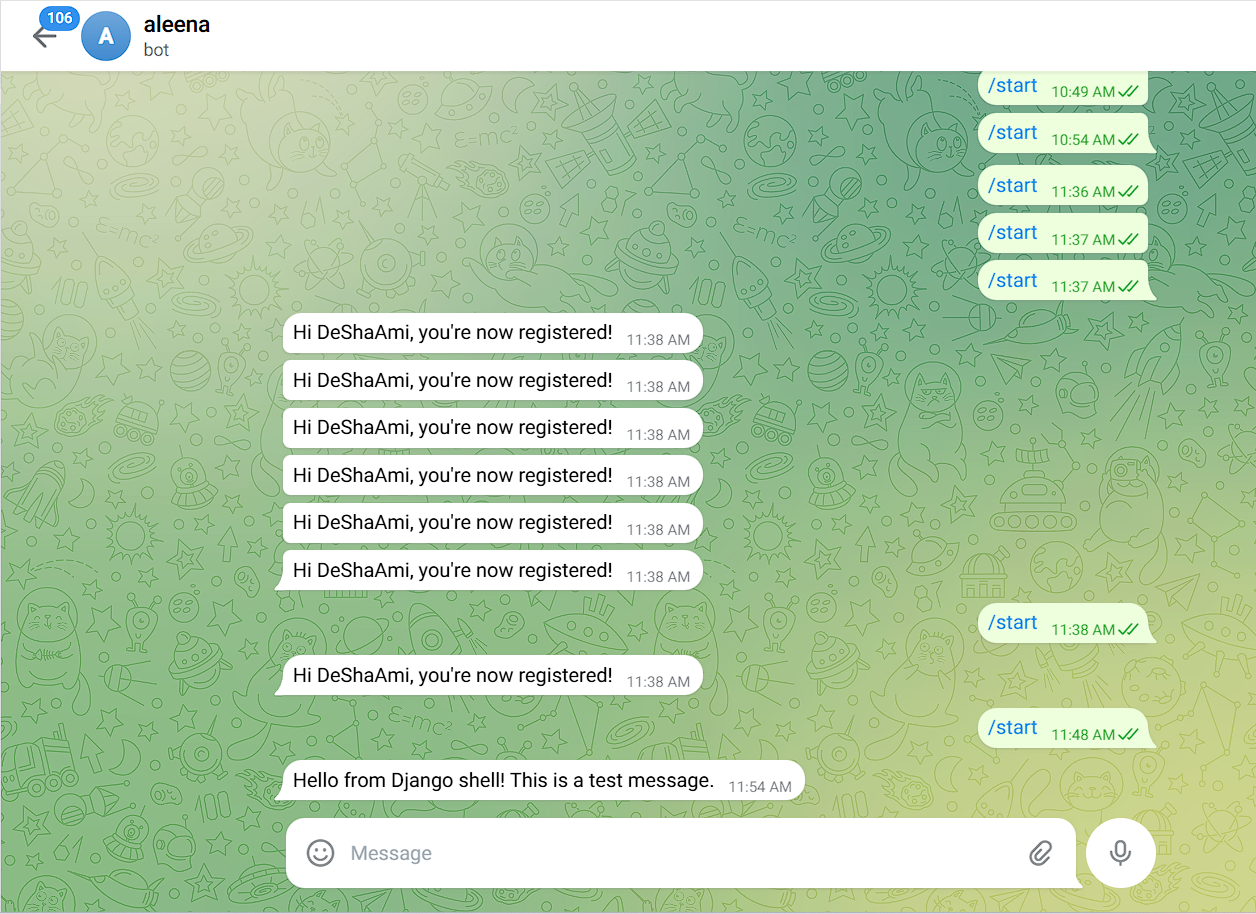 106
A
aleena
bot
/start 10:49 AM
/start 10:54 AM
/start 11:36 AM
/start 11:37 AM
/start 11:37 AM
Hi DeShaAmi, you're now registered! 11:38 AM
Hi DeShaAmi, you're now registered! 11:38 AM
Hi DeShaAmi, you're now registered! 11:38 AM
Hi DeShaAmi, you're now registered! 11:38 AM
Hi DeShaAmi, you're now registered! 11:38 AM
Hi DeShaAmi, you're now registered! 11:38 AM
/start 11:38 AM
Hi DeShaAmi, you're now registered! 11:38 AM
/start 11:48 AM
Hello from Django shell! This is a test message. 11:54 AM
Message
E=mc²
E=mc²
E=mc²
E=mc²